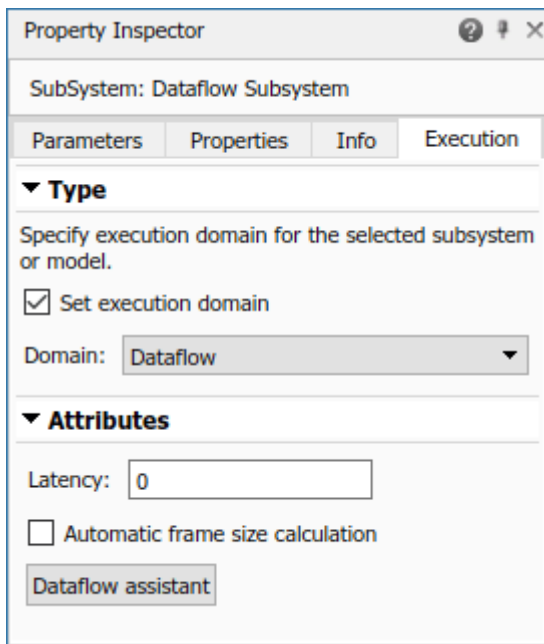 Property Inspector
SubSystem: Dataflow Subsystem
Parameters Properties Info Execution
Type
Specify execution domain for the selected subsystem
or model.
Set execution domain
Domain: Dataflow
Attributes
Latency: 0
Automatic frame size calculation
Dataflow assistant